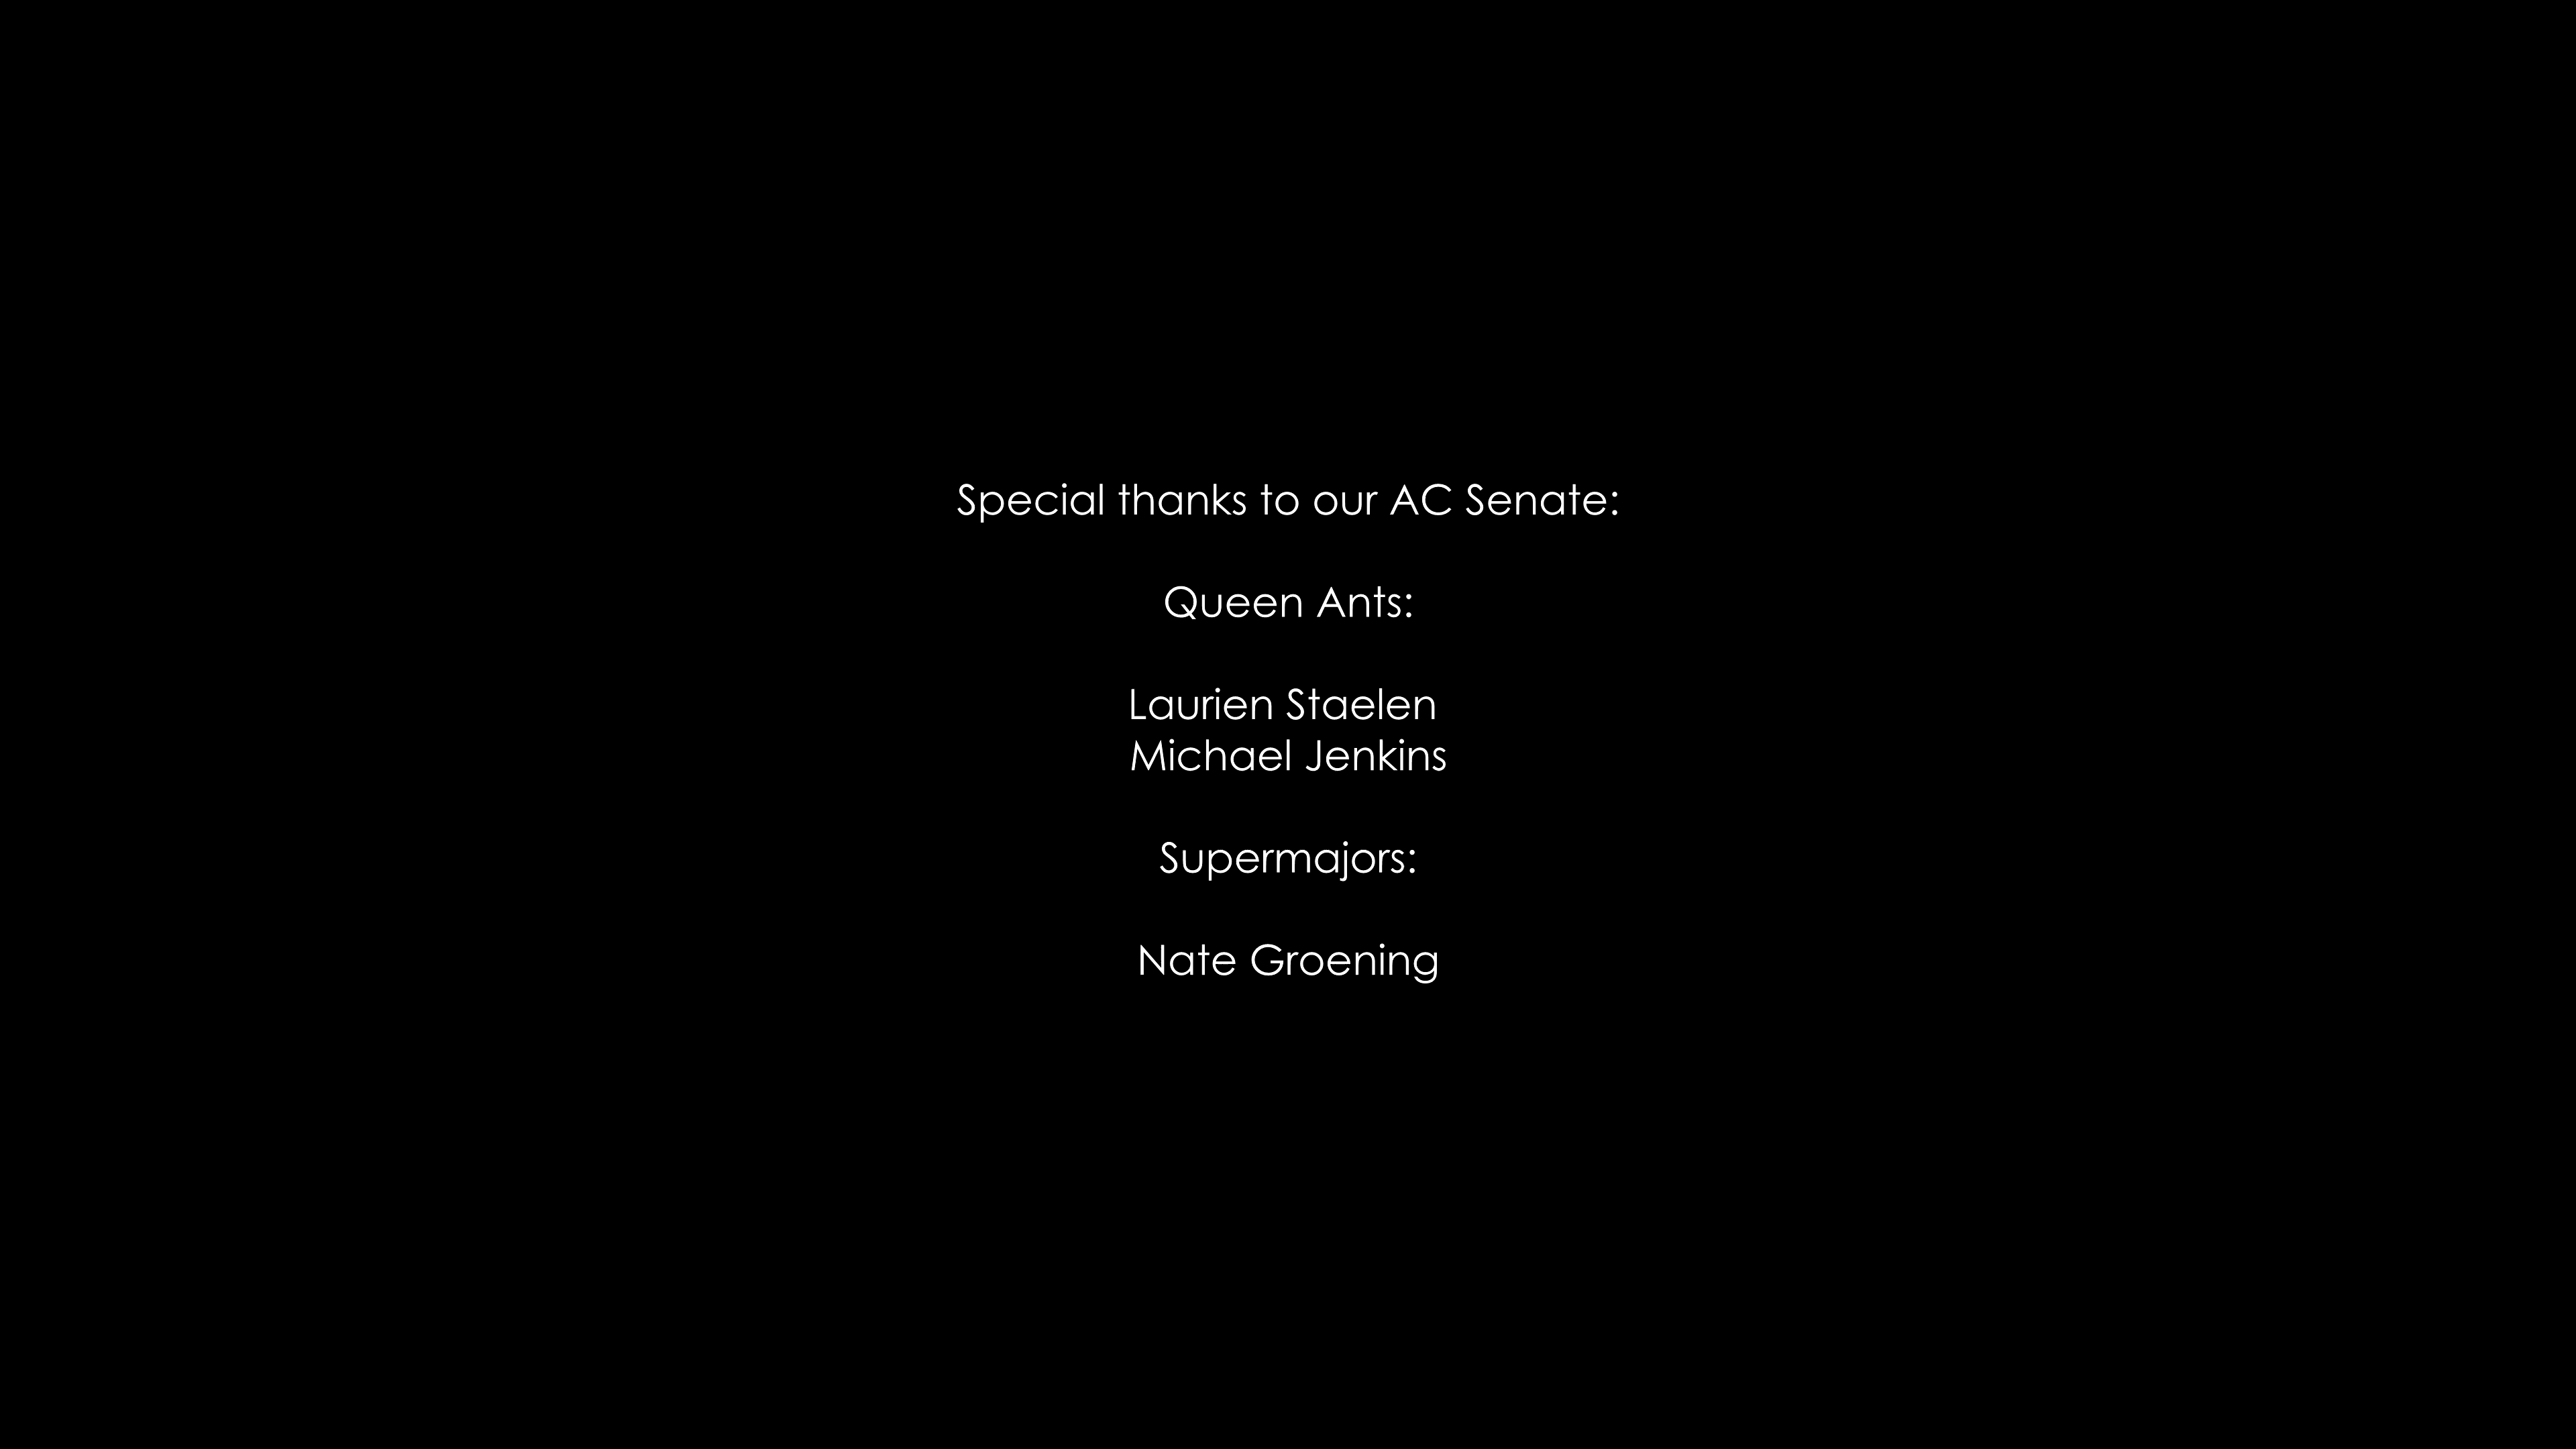 Special thanks to our AC Senate:
Queen Ants:
Laurien Staelen
Michael Jenkins
Supermajors:
Nate Groening